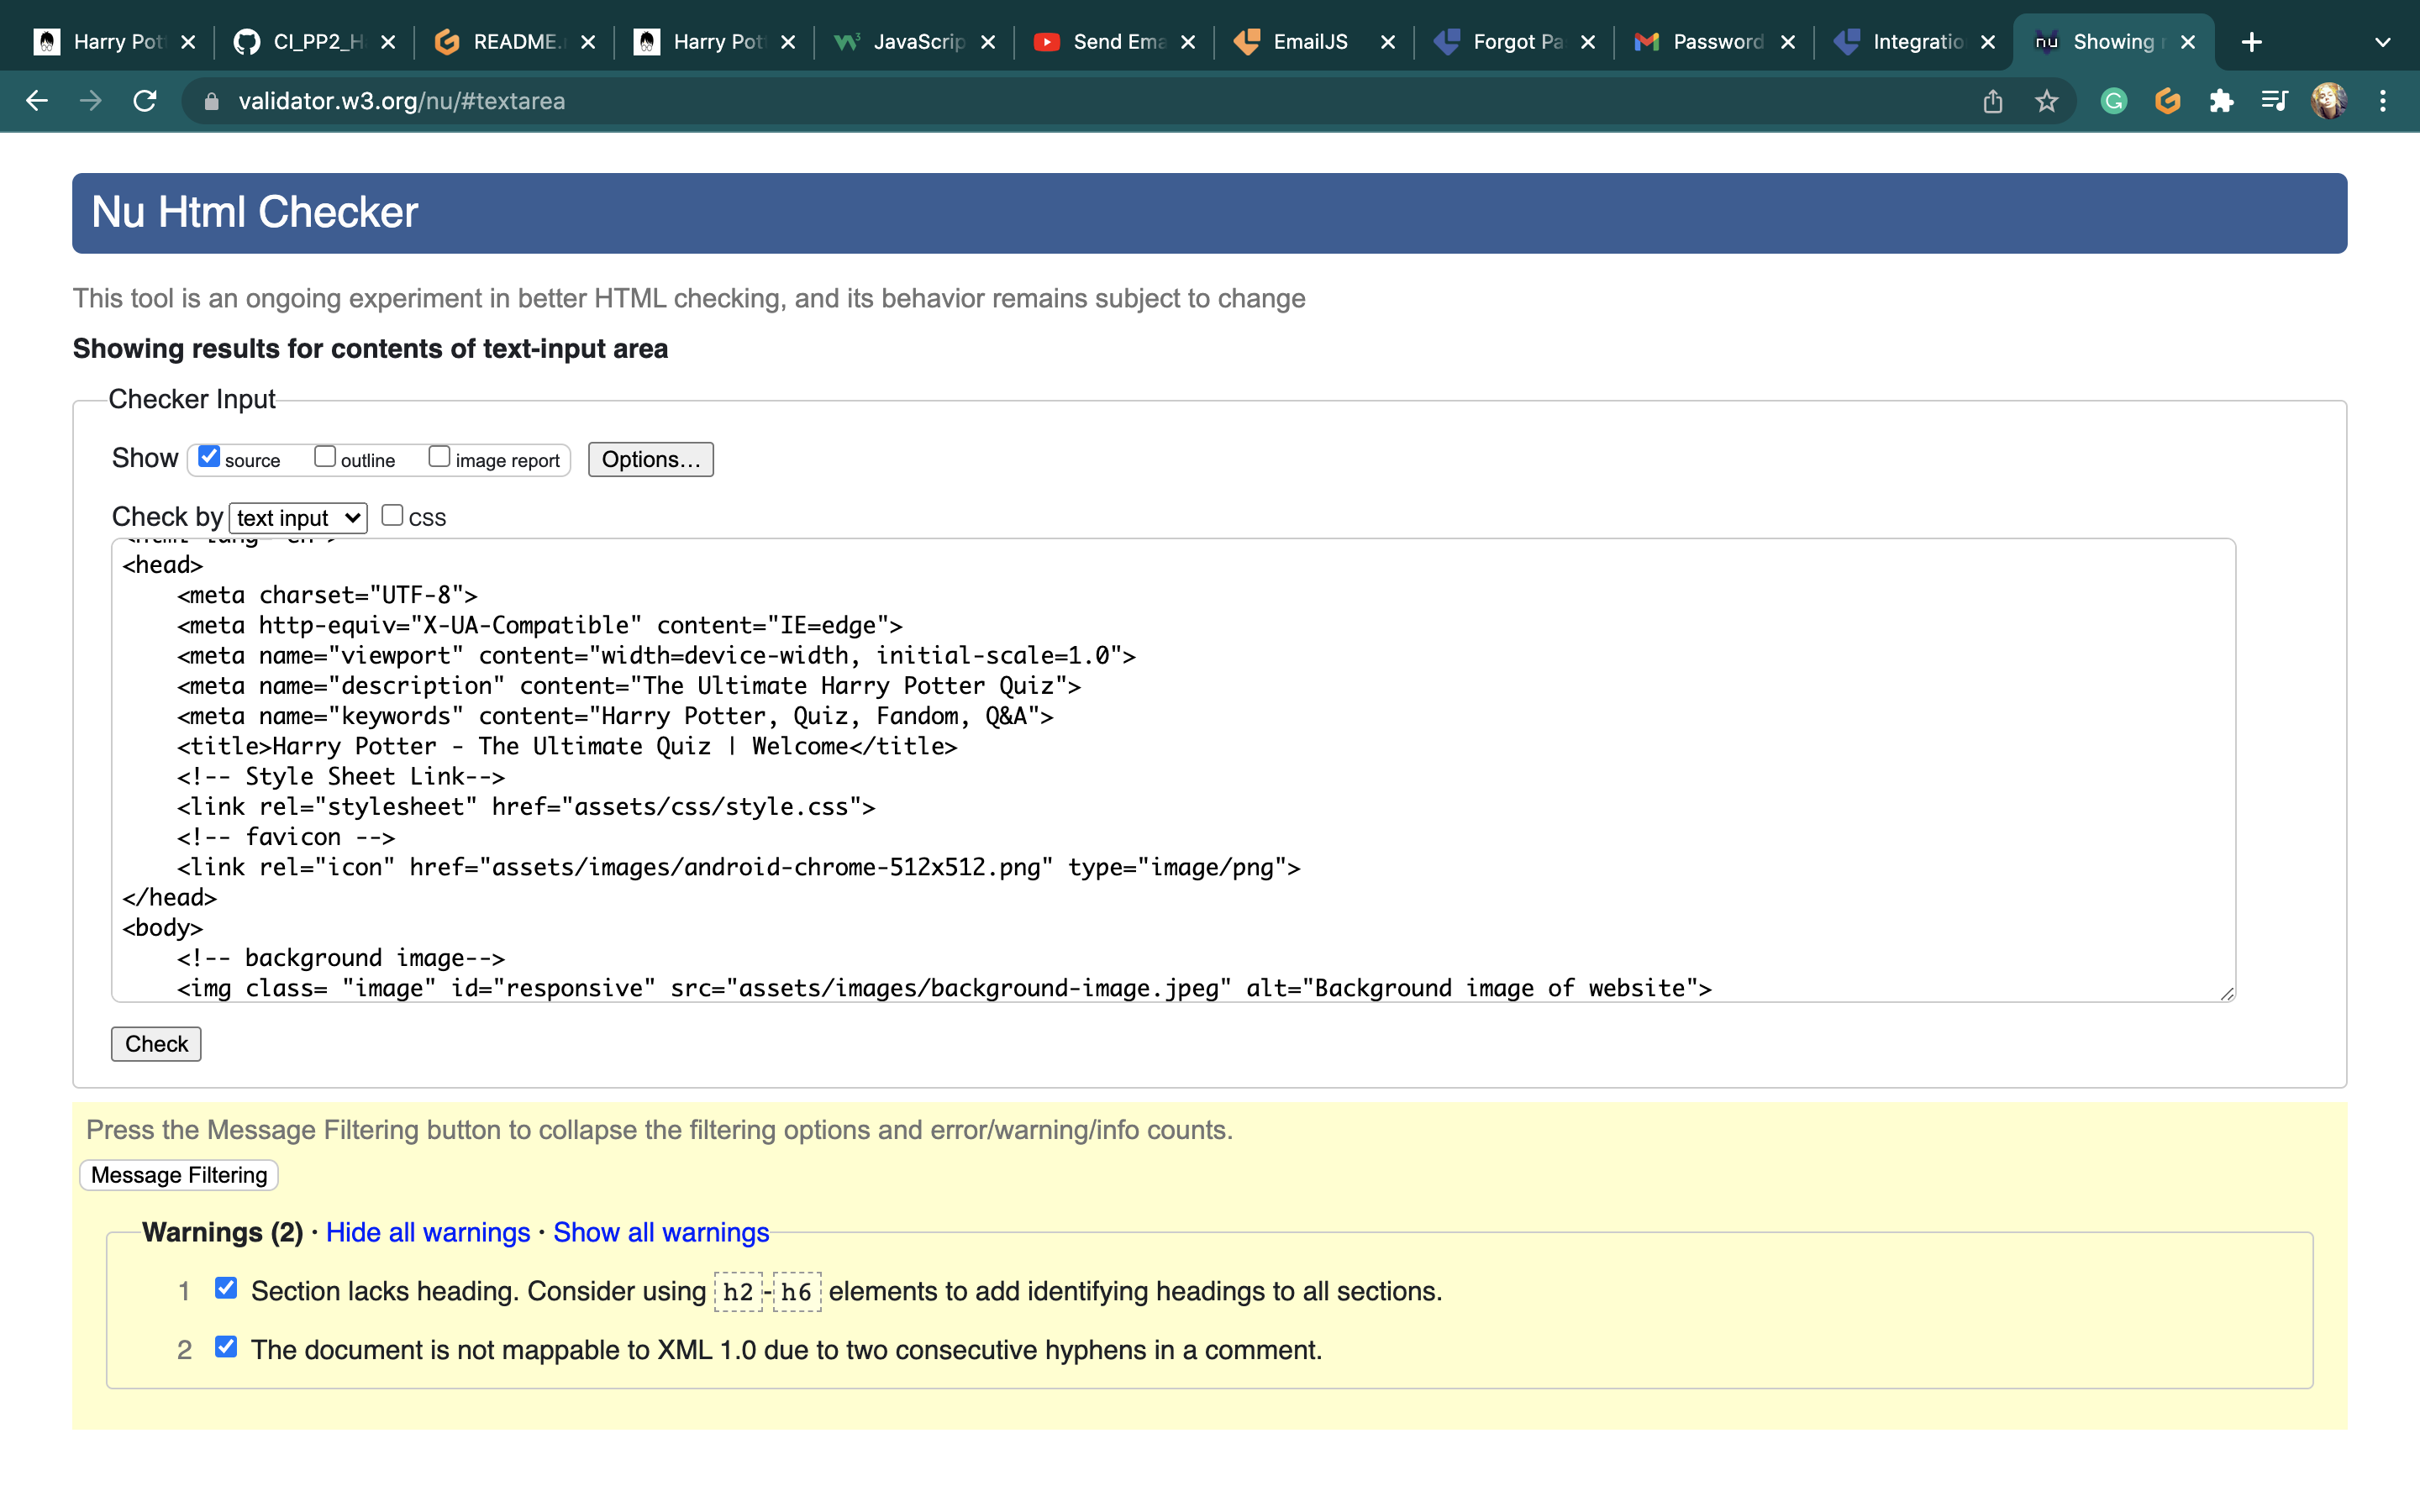 Harry Pot
CI_PP2_H
README.
Harry Pot
JavaScrip
Send Ema
EmailJS
Forgot Pa
Password
Integratio
nu Showing
validator.w3.org/nu/#textarea
Nu Html Checker
This tool is an ongoing experiment in better HTML checking, and its behavior remains subject to change
Showing results for contents of text-input area
Checker Input
Show source outline image report Options...
Check by text input CSS
<head>
<meta charset="UTF-8">
<meta http-equiv="X-UA-Compatible" content="IE=edge">
<meta name="viewport" content="width=device-width, initial-scale=1.0">
<meta name="description" content="The Ultimate Harry Potter Quiz">
<meta name="keywords" content="Harry Potter, Quiz, Fandom, Q&A">
<title>Harry Potter - The Ultimate Quiz | Welcome</title>
<!-- Style Sheet Link-->
<link rel="stylesheet" href="assets/css/style.css">
<!-- favicon -->
<link rel="icon" href="assets/images/android-chrome-512x512.png" type="image/png">
</head>
<body>
<!-- background image-->
<img class= "image" id="responsive" src="assets/images/background-image.jpeg" alt="Background image of website">
Check
Press the Message Filtering button to collapse the filtering options and error/warning/info counts.
Message Filtering
Warnings (2) · Hide all warnings · Show all warnings
1 Section lacks heading. Consider using h2-h6 elements to add identifying headings to all sections.
2 The document is not mappable to XML 1.0 due to two consecutive hyphens in a comment.